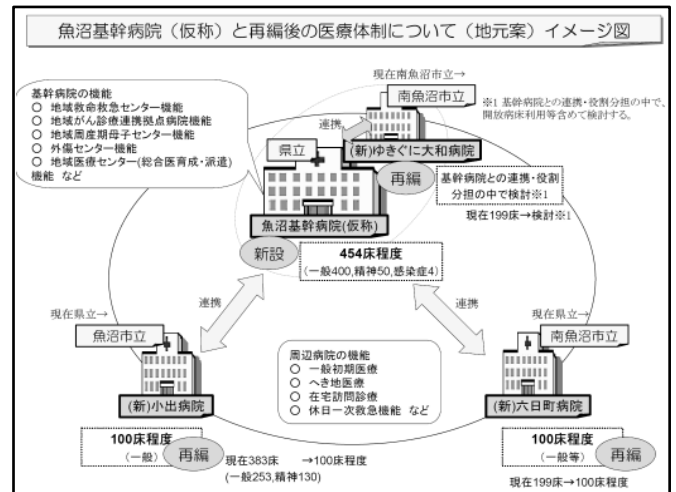 魚沼基幹病院（仮称）と再編後の医療体制について（地元案）イメージ図
基幹病院の機能
○ 地域救命救急センター機能
○ 地域がん診療連携拠点病院機能
○ 地域周産期母子センター機能
○ 外傷センター機能
○ 地域医療センター(総合医育成・派遣)
機能 など
現在南魚沼市立→
南魚沼市立
※1 基幹病院との連携・役割分担の中で、
開放病床利用等含めて検討する。
連携
(新)ゆきぐに大和病院
再編
基幹病院との連携・役割
分担の中で検討※1
現在199床→検討※1
県立
魚沼基幹病院(仮称)
新設
454床程度
(一般400,精神50,感染症4)
連携
連携
現在県立→
魚沼市立
(新)小出病院
100床程度
(一般)
再編
現在383床 →100床程度
(一般253,精神130)
周辺病院の機能
○ 一般初期医療
○ へき地医療
○ 在宅訪問診療
○ 休日一次救急機能 など
現在県立→
南魚沼市立
(新)六日町病院
100床程度
(一般等)
再編
現在199床→100床程度